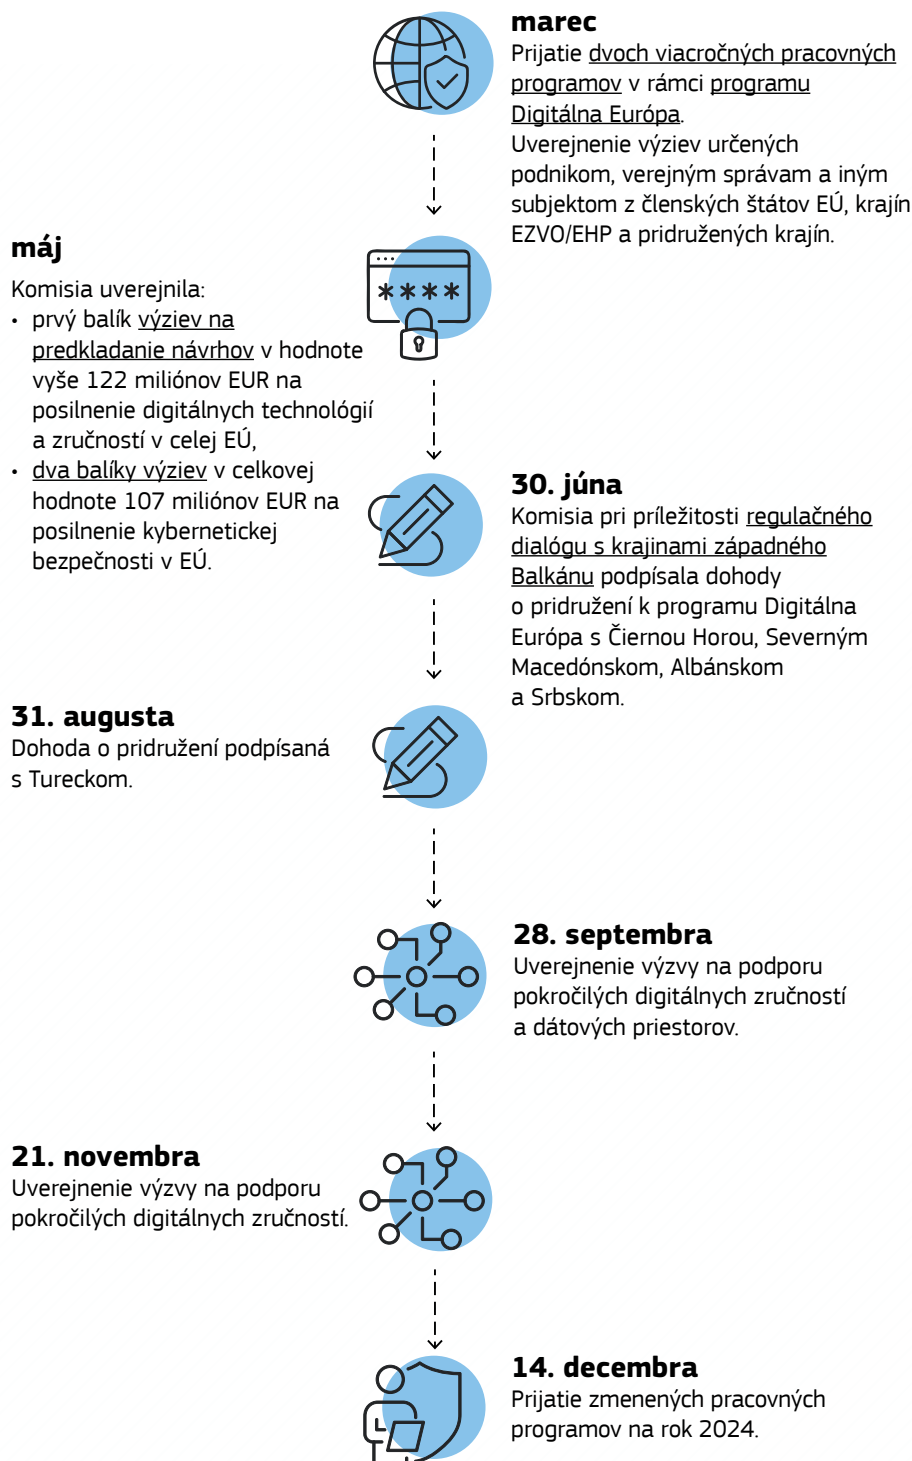 marec
Prijatie dvoch viacročných pracovných
programov v rámci programu
Digitálna Európa.
Uverejnenie výziev určených
podnikom, verejným správam a iným
subjektom z členských štátov EÚ, krajín
EZVO/EHP a pridružených krajín.
máj
Komisia uverejnila:
• prvý balík výziev na
predkladanie návrhov v hodnote
vyše 122 miliónov EUR na
posilnenie digitálnych technológií
a zručností v celej EÚ,
• dva balíky výziev v celkovej
hodnote 107 miliónov EUR na
posilnenie kybernetickej
bezpečnosti v EÚ.
****
30. júna
Komisia pri príležitosti regulačného
dialógu s krajinami západného
Balkánu podpísala dohody
o pridružení k programu Digitálna
Európa s Čiernou Horou, Severným
Macedónskom, Albánskom
a Srbskom.
31. augusta
Dohoda o pridružení podpísaná
s Tureckom.
28. septembra
Uverejnenie výzvy na podporu
pokročilých digitálnych zručností
a dátových priestorov.
21. novembra
Uverejnenie výzvy na podporu
pokročilých digitálnych zručností.
14. decembra
Prijatie zmenených pracovných
programov na rok 2024.